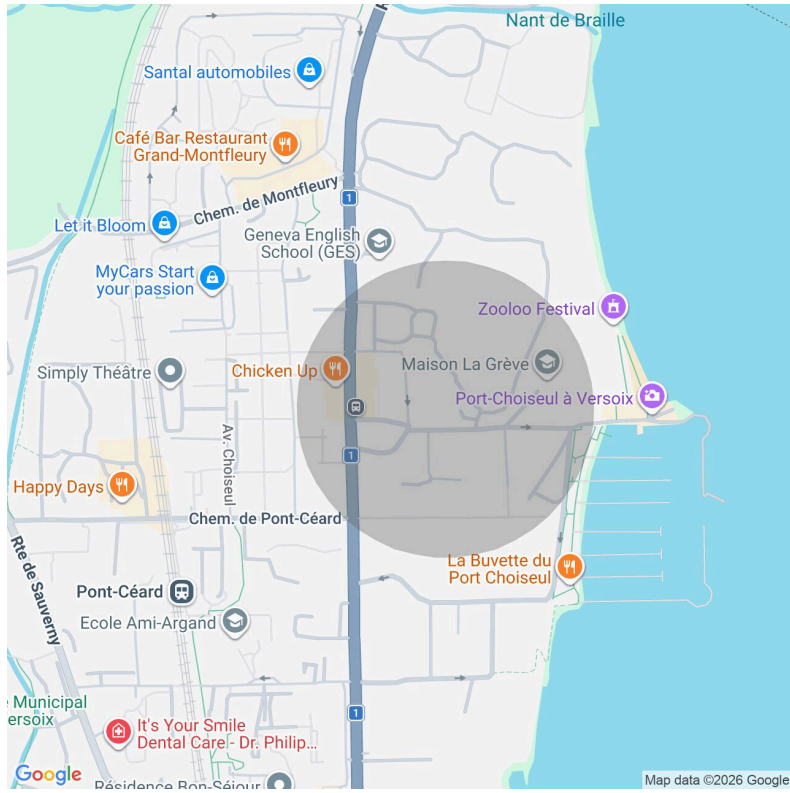 Nant de Braille
Santal automobiles
Café Bar Restaurant
Grand-Montfleury
Chem. de Montfleury
1
Let it Bloom
Geneva English
School (GES)
MyCars Start
your passion
Zooloo Festival
Chicken Up
Maison La Grève
Simply Théâtre
Port-Choiseul à Versoix
Av. Choiseul
1
Happy Days
Chem. de Pont-Céard
Rte de Sauverny
La Buvette du
Port Choiseul
Pont-Céard
Ecole Ami-Argand
Municipal
ersoix
1
It's Your Smile
Dental Care - Dr. Philip...
Résidence Bon-Séjour
Google
Map data ©2026 Google